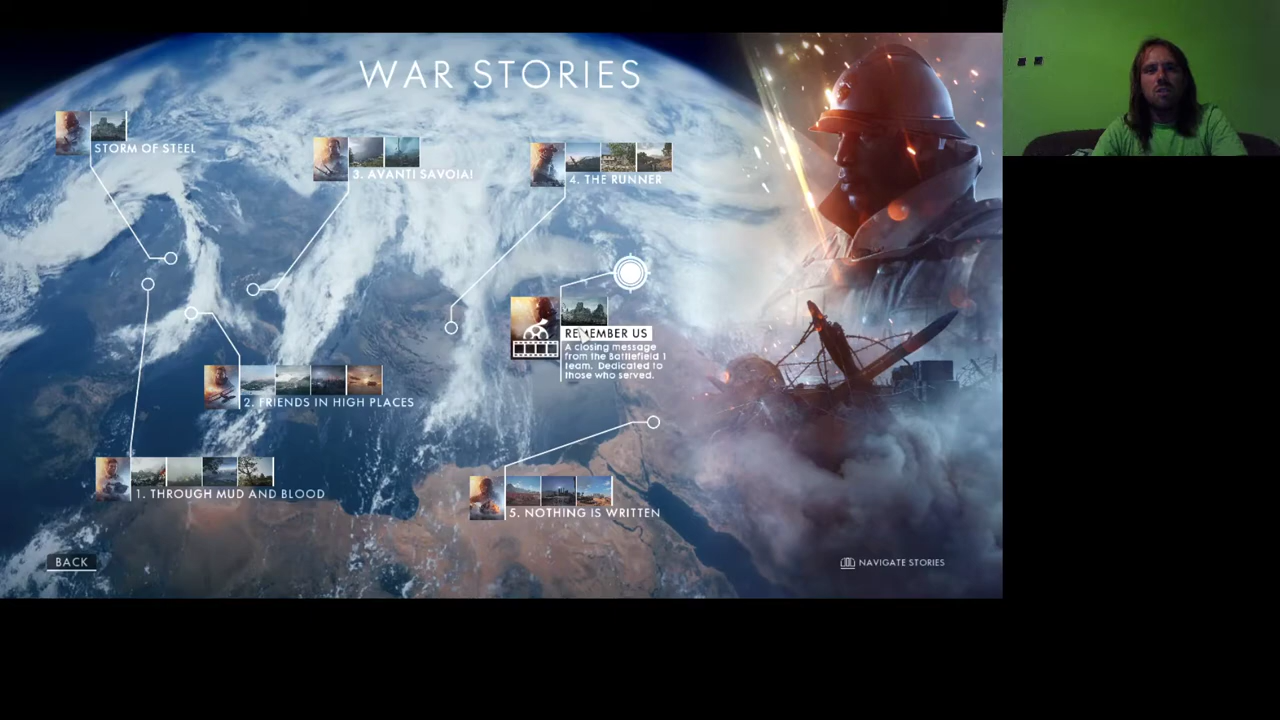 WAR STORIES
STORM OF STEEL
3. AVANTI SAVOIA!
4. THE RUNNER
REMEMBER US
A closing message
from the Battlefield 1
team. Dedicated to
those who served.
2. FRIENDS IN HIGH PLACES
1. THROUGH MUD AND BLOOD
5. NOTHING IS WRITTEN
BACK
NAVIGATE STORIES